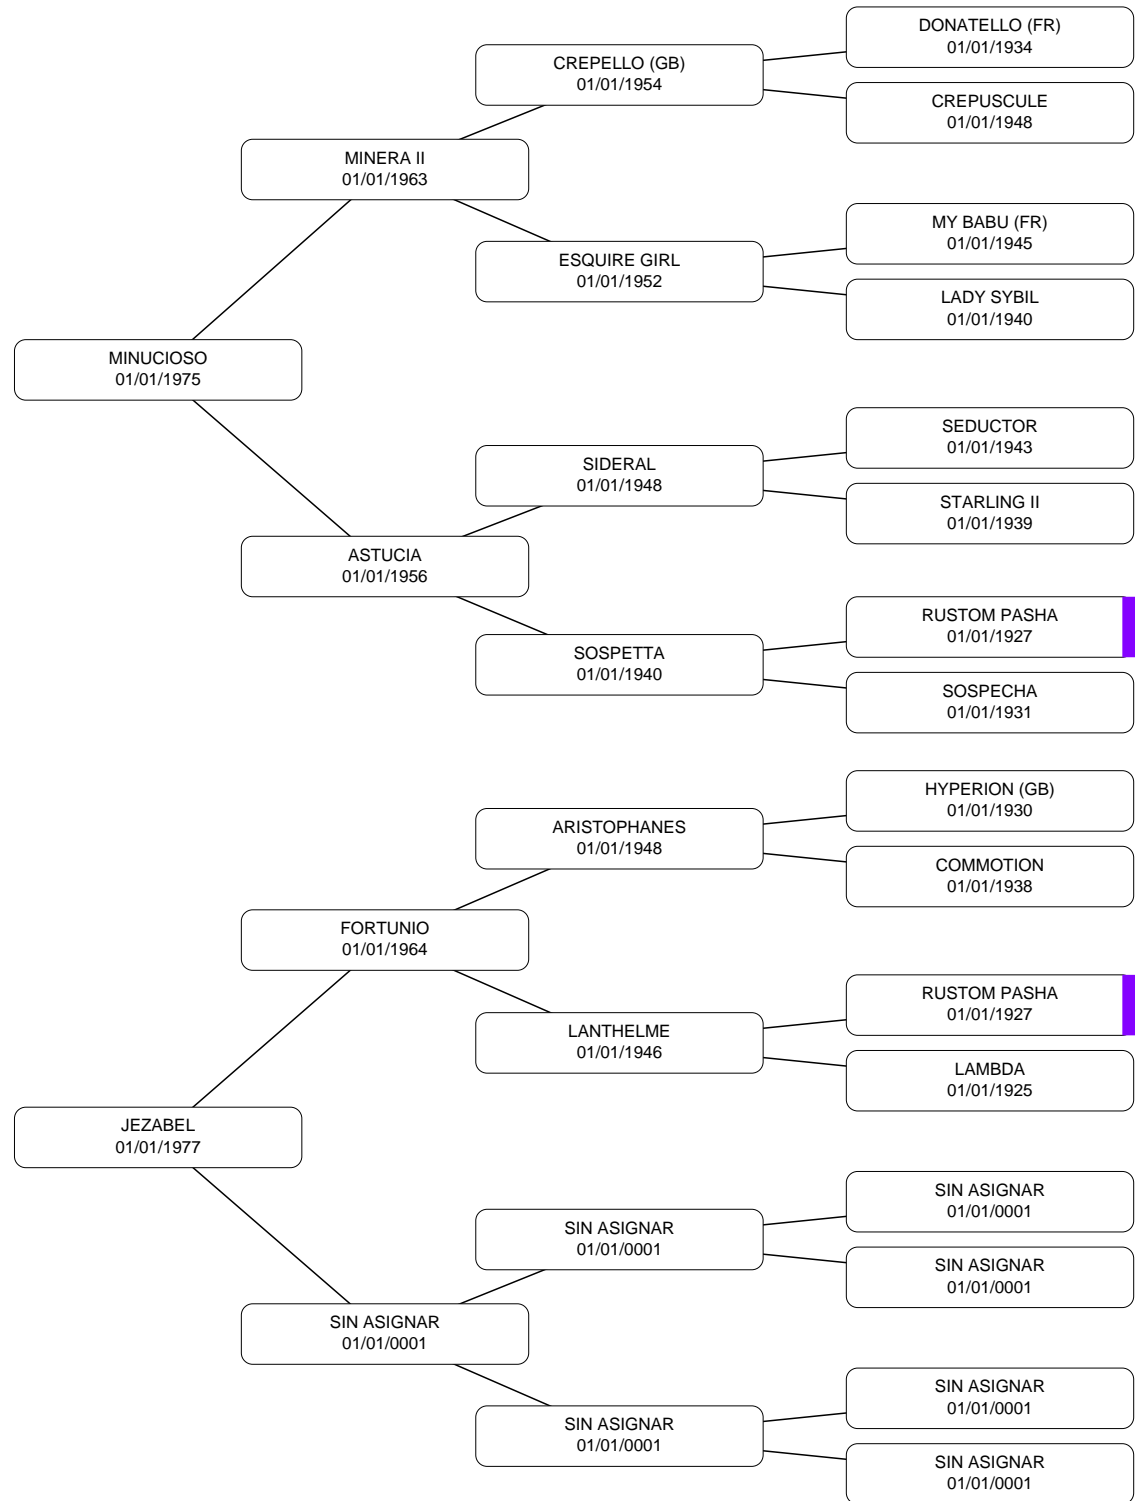 DONATELLO (FR)
01/01/1934
CREPELLO (GB)
01/01/1954
CREPUSCULE
01/01/1948
MINERA II
01/01/1963
MY BABU (FR)
01/01/1945
ESQUIRE GIRL
01/01/1952
LADY SYBIL
01/01/1940
MINUCIOSO
01/01/1975
SEDUCTOR
01/01/1943
SIDERAL
01/01/1948
STARLING II
01/01/1939
ASTUCIA
01/01/1956
RUSTOM PASHA
01/01/1927
SOSPETTA
01/01/1940
SOSPECHA
01/01/1931
HYPERION (GB)
01/01/1930
ARISTOPHANES
01/01/1948
COMMOTION
01/01/1938
FORTUNIO
01/01/1964
RUSTOM PASHA
01/01/1927
LANTHELME
01/01/1946
LAMBDA
01/01/1925
JEZABEL
01/01/1977
SIN ASIGNAR
01/01/0001
SIN ASIGNAR
01/01/0001
SIN ASIGNAR
01/01/0001
SIN ASIGNAR
01/01/0001
SIN ASIGNAR
01/01/0001
SIN ASIGNAR
01/01/0001
SIN ASIGNAR
01/01/0001